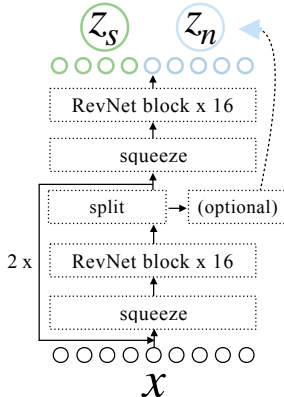 z_s z_n
RevNet block x 16
squeeze
split (optional)
2 x
RevNet block x 16
squeeze
x